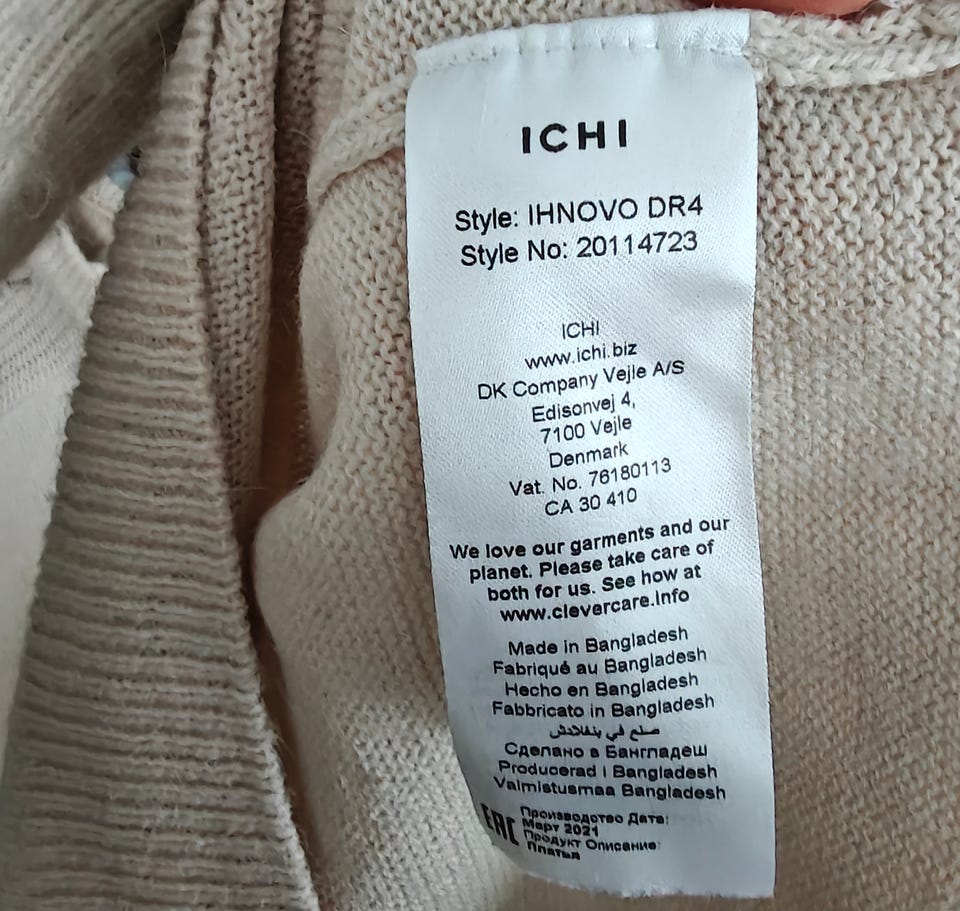 ICHI
Style: IHNOVO DR4
Style No: 20114723
ICHI
www.ichi.biz
DK Company Vejle A/S
Edisonvej 4,
7100 Vejle
Denmark
Vat. No. 76180113
CA 30 410
We love our garments and our
planet. Please take care of
both for us. See how at
www.clevercare.info
Made in Bangladesh
Fabriqué au Bangladesh
Hecho en Bangladesh
Fabbricato in Bangladesh
صنع في بنغلادش
Сделано в Бангладеш
Producerad i Bangladesh
Valmistusmaa Bangladesh
EAC
Производство Дата:
Март 2021
Продукт Описание:
Платья